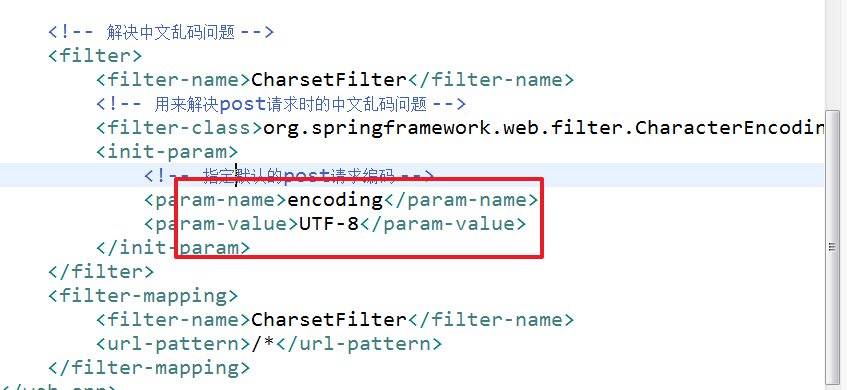 <!-- 解决中文乱码问题 -->
<filter>
<filter-name>CharsetFilter</filter-name>
<!-- 用来解决post请求时的中文乱码问题 -->
<filter-class>org.springframework.web.filter.CharacterEncodin
<init-param>
<!-- 指定默认的post请求编码 -->
<param-name>encoding</param-name>
<param-value>UTF-8</param-value>
</init-param>
</filter>
<filter-mapping>
<filter-name>CharsetFilter</filter-name>
<url-pattern>/*</url-pattern>
</filter-mapping>
</web-app>